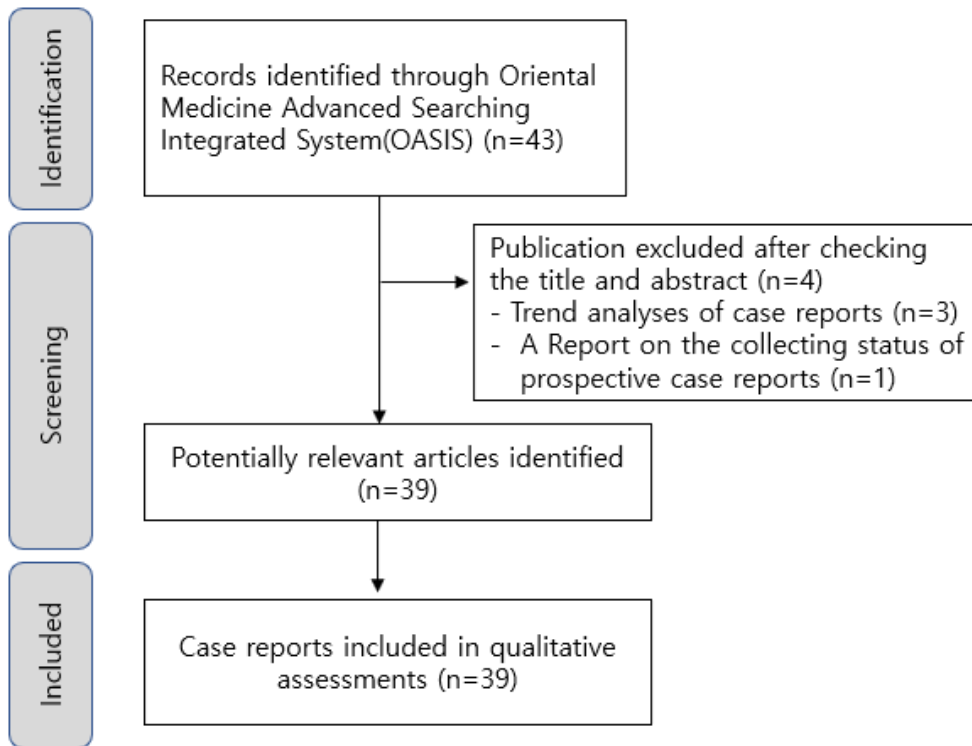 Identification
Records identified through Oriental
Medicine Advanced Searching
Integrated System(OASIS) (n=43)
Screening
Publication excluded after checking
the title and abstract (n=4)
- Trend analyses of case reports (n=3)
- A Report on the collecting status of
prospective case reports (n=1)
Potentially relevant articles identified
(n=39)
Included
Case reports included in qualitative
assessments (n=39)